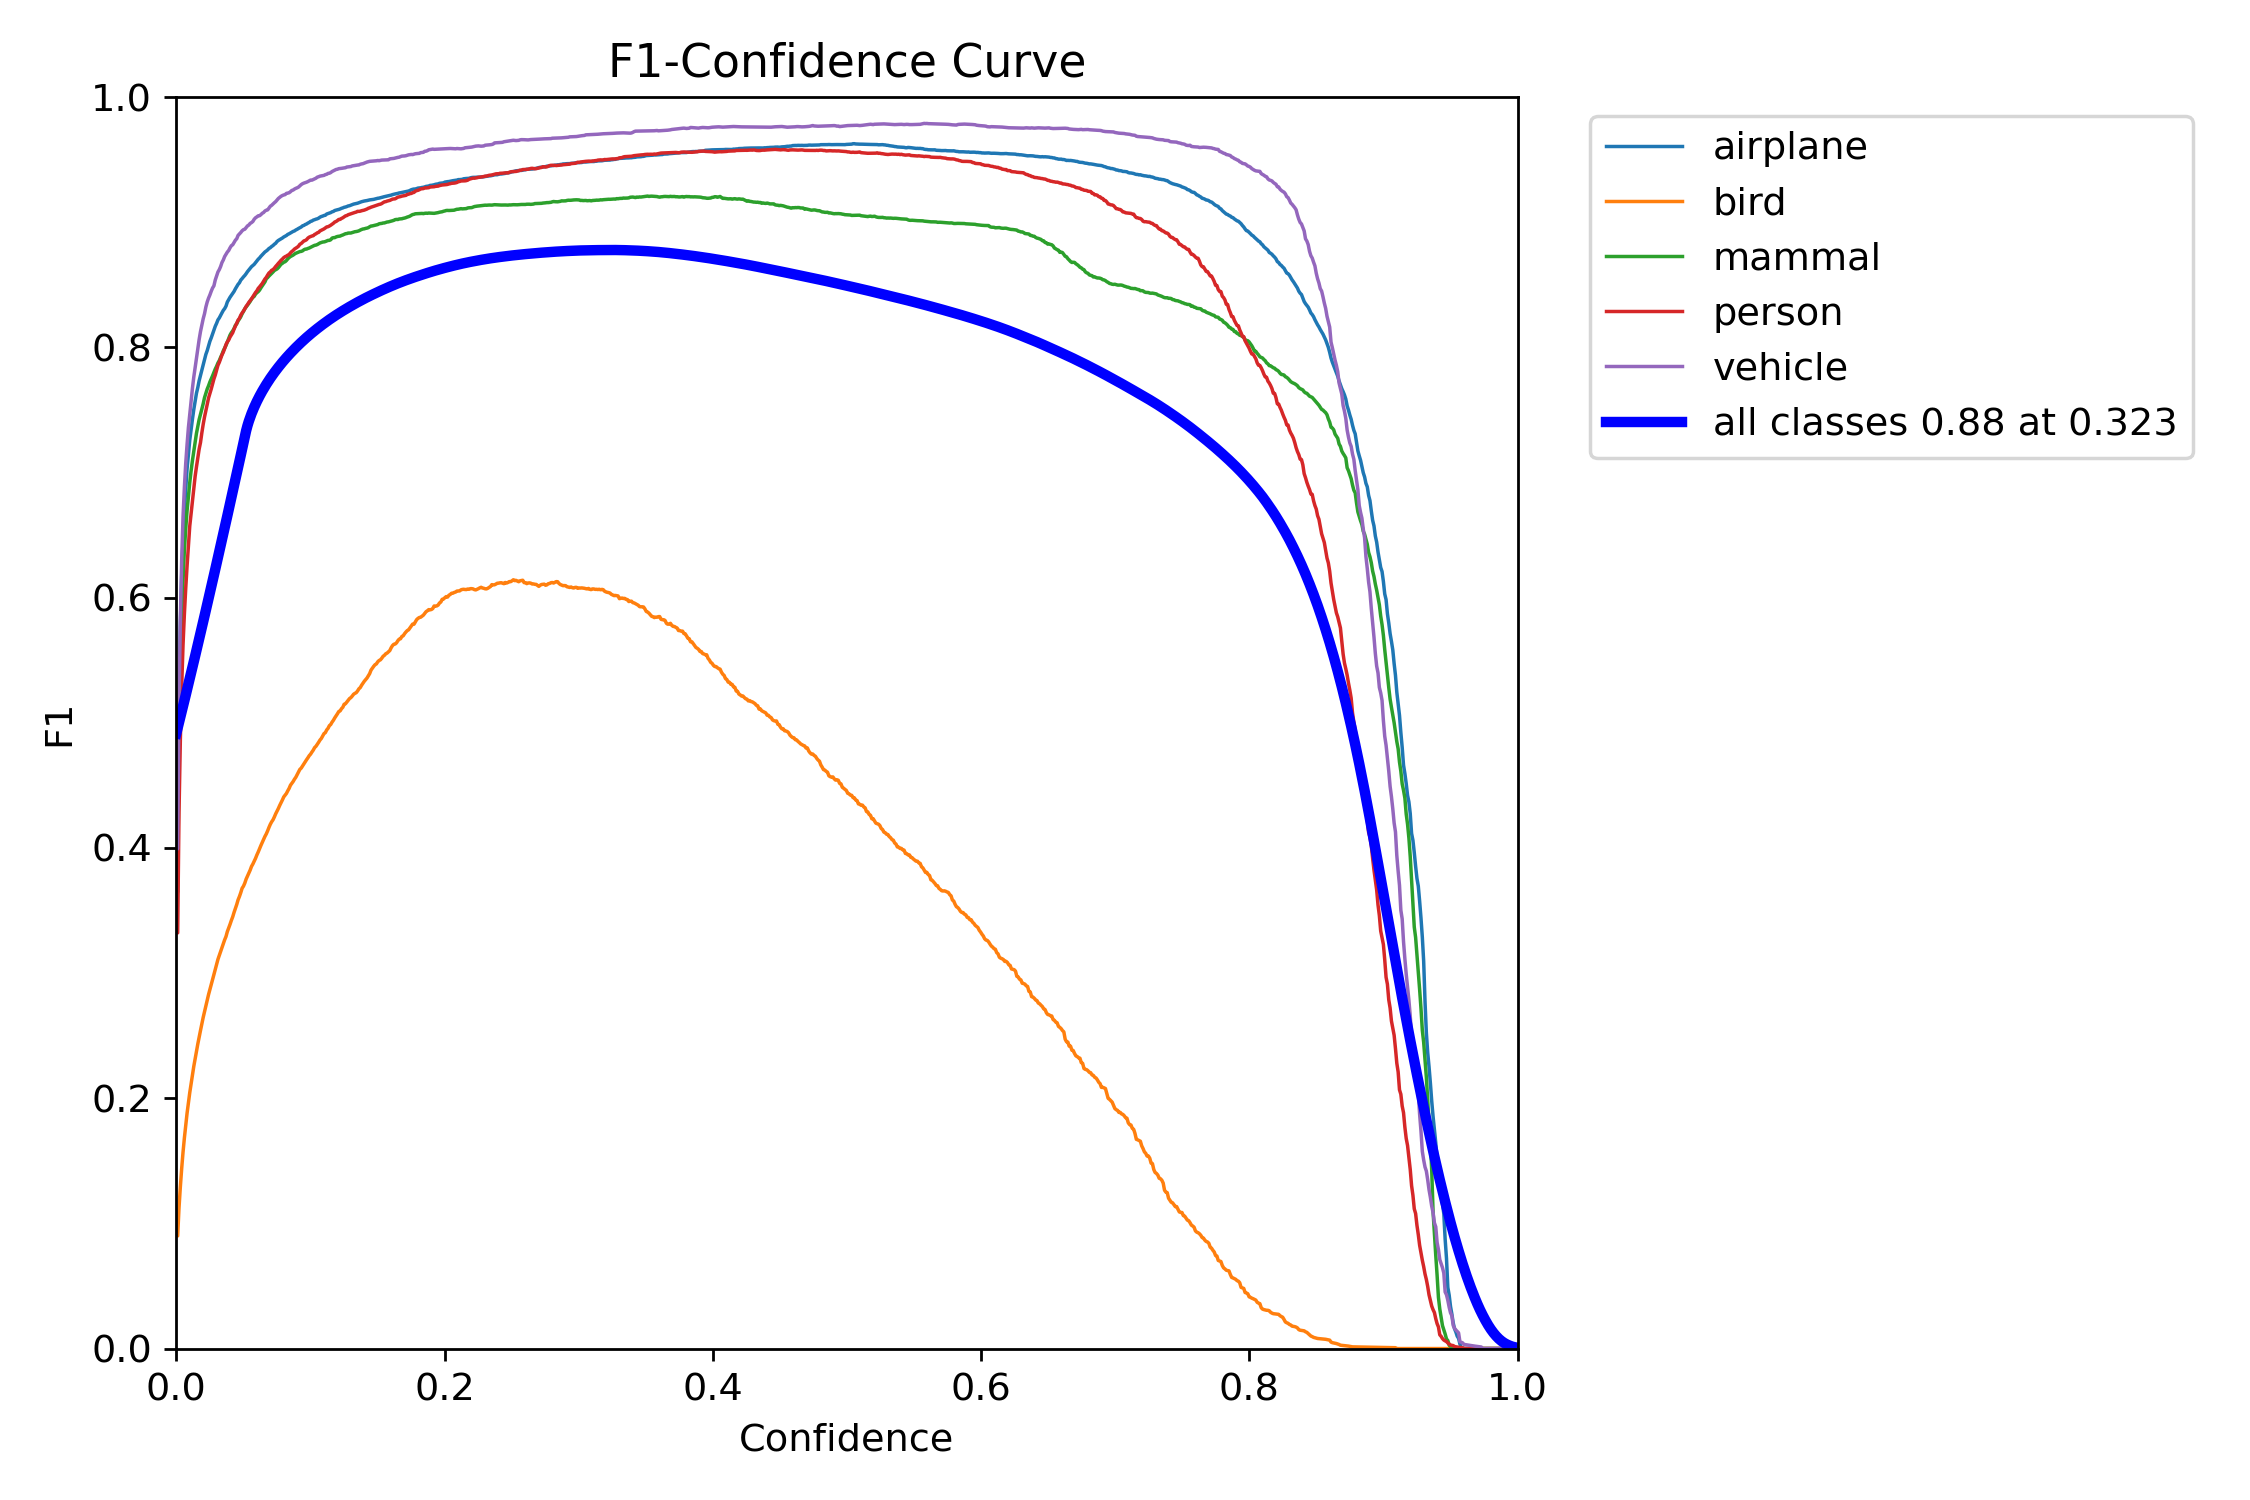 F1-Confidence Curve
1.0
0.8
0.6
0.4
0.2
0.0
F1
0.0 0.2 0.4 0.6 0.8 1.0
Confidence
airplane
bird
mammal
person
vehicle
all classes 0.88 at 0.323